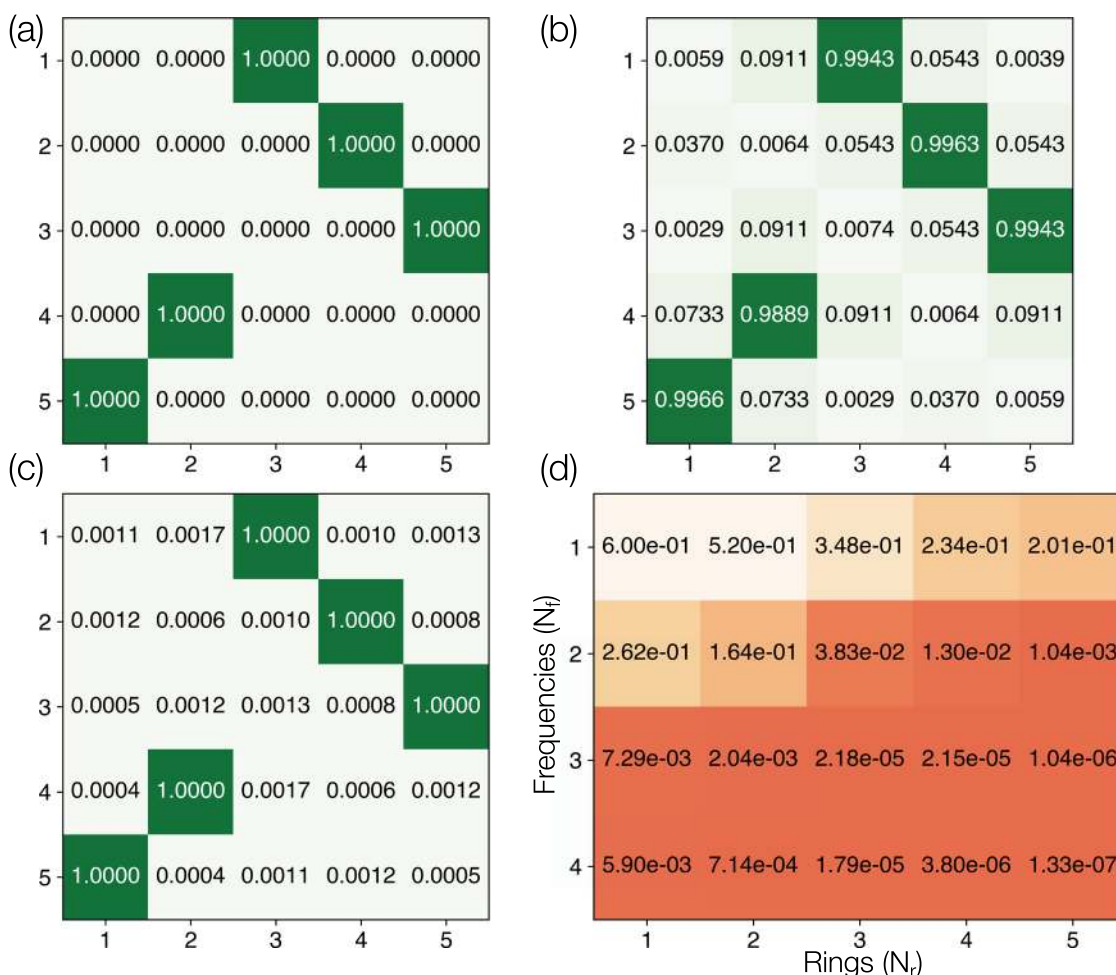 (a)
1 0.0000 0.0000 1.0000 0.0000 0.0000
2 0.0000 0.0000 0.0000 1.0000 0.0000
3 0.0000 0.0000 0.0000 0.0000 1.0000
4 0.0000 1.0000 0.0000 0.0000 0.0000
5 1.0000 0.0000 0.0000 0.0000 0.0000
1 2 3 4 5
(b)
1 0.0059 0.0911 0.9943 0.0543 0.0039
2 0.0370 0.0064 0.0543 0.9963 0.0543
3 0.0029 0.0911 0.0074 0.0543 0.9943
4 0.0733 0.9889 0.0911 0.0064 0.0911
5 0.9966 0.0733 0.0029 0.0370 0.0059
1 2 3 4 5
(c)
1 0.0011 0.0017 1.0000 0.0010 0.0013
2 0.0012 0.0006 0.0010 1.0000 0.0008
3 0.0005 0.0012 0.0013 0.0008 1.0000
4 0.0004 1.0000 0.0017 0.0006 0.0012
5 1.0000 0.0004 0.0011 0.0012 0.0005
1 2 3 4 5
(d)
Frequencies (N_f)
1 6.00e-01 5.20e-01 3.48e-01 2.34e-01 2.01e-01
2 2.62e-01 1.64e-01 3.83e-02 1.30e-02 1.04e-03
3 7.29e-03 2.04e-03 2.18e-05 2.15e-05 1.04e-06
4 5.90e-03 7.14e-04 1.79e-05 3.80e-06 1.33e-07
1 2 3 4 5
Rings (N_r)